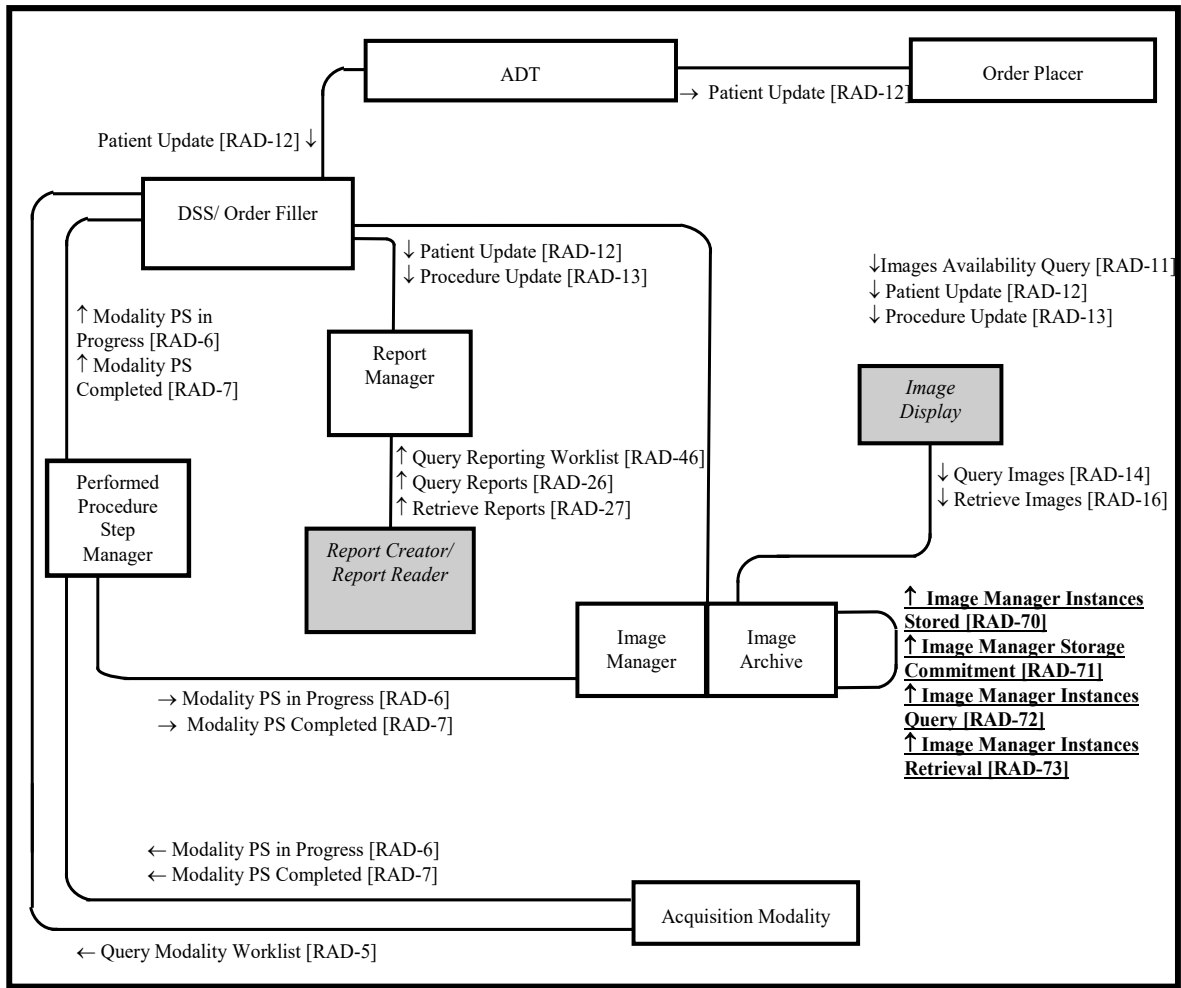 ADT
Order Placer
→ Patient Update [RAD-12]
Patient Update [RAD-12] ↓
DSS/ Order Filler
↓ Patient Update [RAD-12]
↓ Procedure Update [RAD-13]
↓Images Availability Query [RAD-11]
↓ Patient Update [RAD-12]
↓ Procedure Update [RAD-13]
↑ Modality PS in
Progress [RAD-6]
↑ Modality PS
Completed [RAD-7]
Report
Manager
Image
Display
↑ Query Reporting Worklist [RAD-46]
↑ Query Reports [RAD-26]
↑ Retrieve Reports [RAD-27]
↓ Query Images [RAD-14]
↓ Retrieve Images [RAD-16]
Performed
Procedure
Step
Manager
Report Creator/
Report Reader
Image
Manager
Image
Archive
↑ Image Manager Instances
Stored [RAD-70]
↑ Image Manager Storage
Commitment [RAD-71]
↑ Image Manager Instances
Query [RAD-72]
↑ Image Manager Instances
Retrieval [RAD-73]
→ Modality PS in Progress [RAD-6]
→ Modality PS Completed [RAD-7]
← Modality PS in Progress [RAD-6]
← Modality PS Completed [RAD-7]
Acquisition Modality
← Query Modality Worklist [RAD-5]